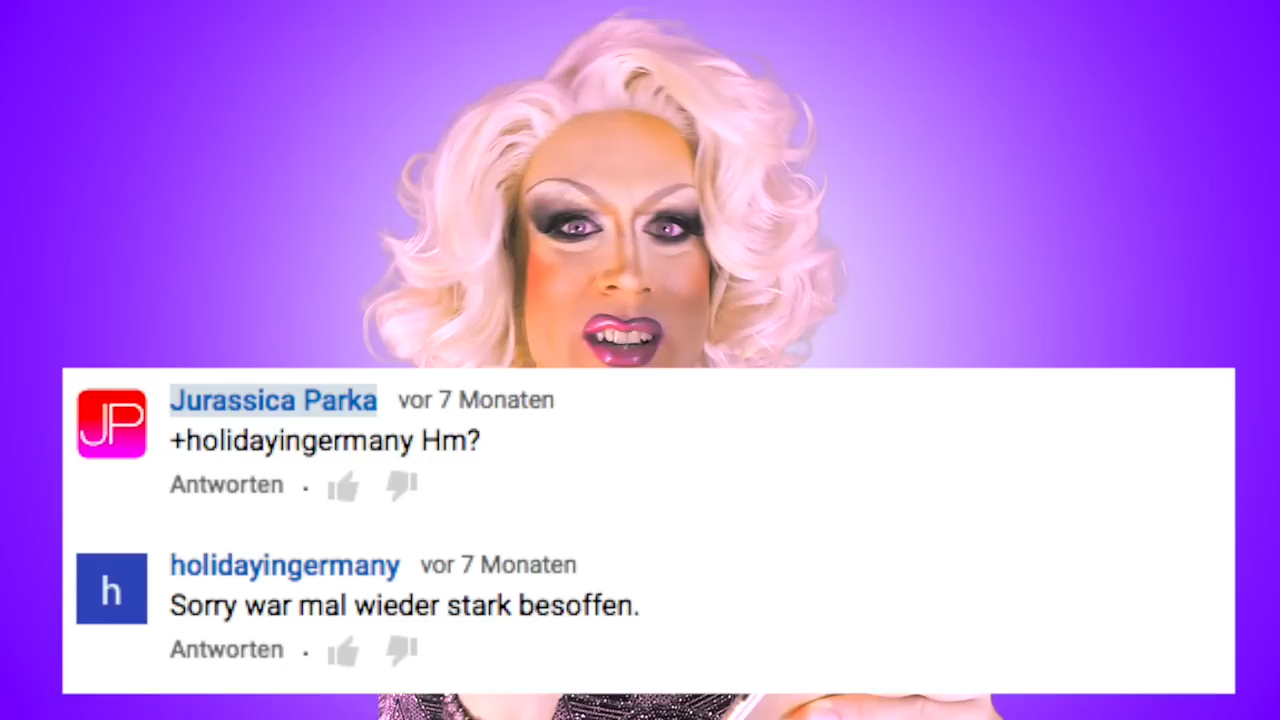 JP
Jurassica Parka vor 7 Monaten
+holidayingermany Hm?
Antworten .
h
holidayingermany vor 7 Monaten
Sorry war mal wieder stark besoffen.
Antworten .